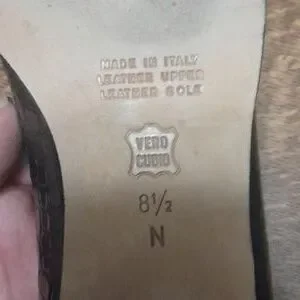 MADE IN ITALY
LEATHER UPPER
LEATHER SOLE
VERO
CUOIO
8½
N